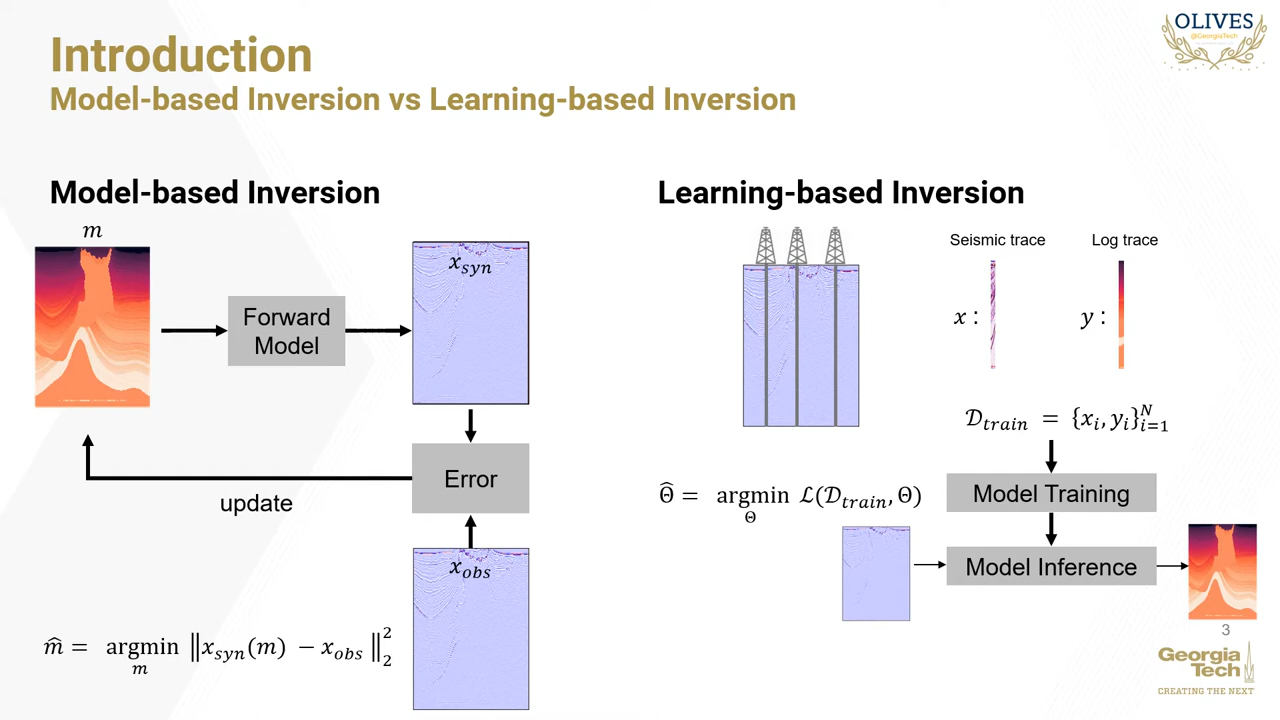 OLIVES
@GeorgiaTech
Introduction
Model-based Inversion vs Learning-based Inversion
Model-based Inversion
m
Forward
Model
x_syn
Error
update
x_obs
m̂ = argmin_m ‖x_syn(m) − x_obs‖₂²
Learning-based Inversion
Seismic trace
Log trace
x :
y :
𝒟_train = {x_i, y_i}_{i=1}^N
Θ̂ = argmin_Θ ℒ(𝒟_train, Θ)
Model Training
Model Inference
3
Georgia
Tech
CREATING THE NEXT